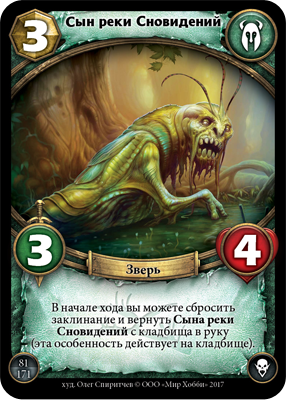 3
Сын реки Сновидений
3
Зверь
4
В начале хода вы можете сбросить
заклинание и вернуть Сына реки
Сновидений с кладбища в руку
(эта особенность действует на кладбище).
81
171
худ. Олег Спиритчев © ООО «Мир Хобби» 2017